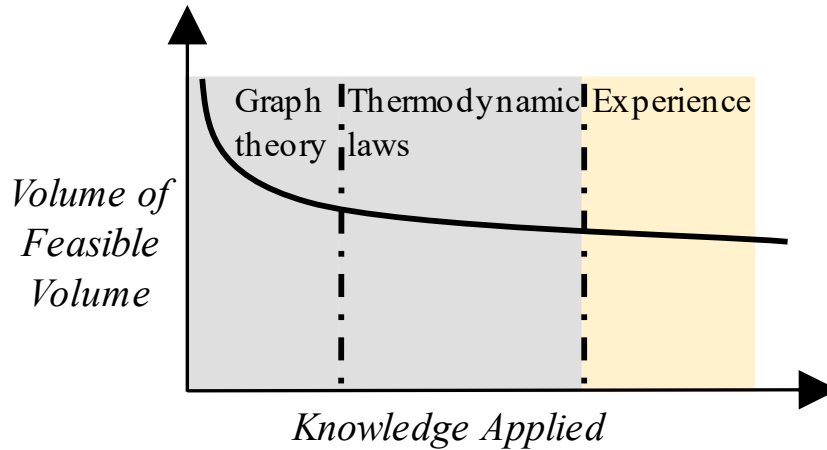 Graph
theory
Thermodynamic
laws
Experience
Volume of
Feasible
Volume
Knowledge Applied